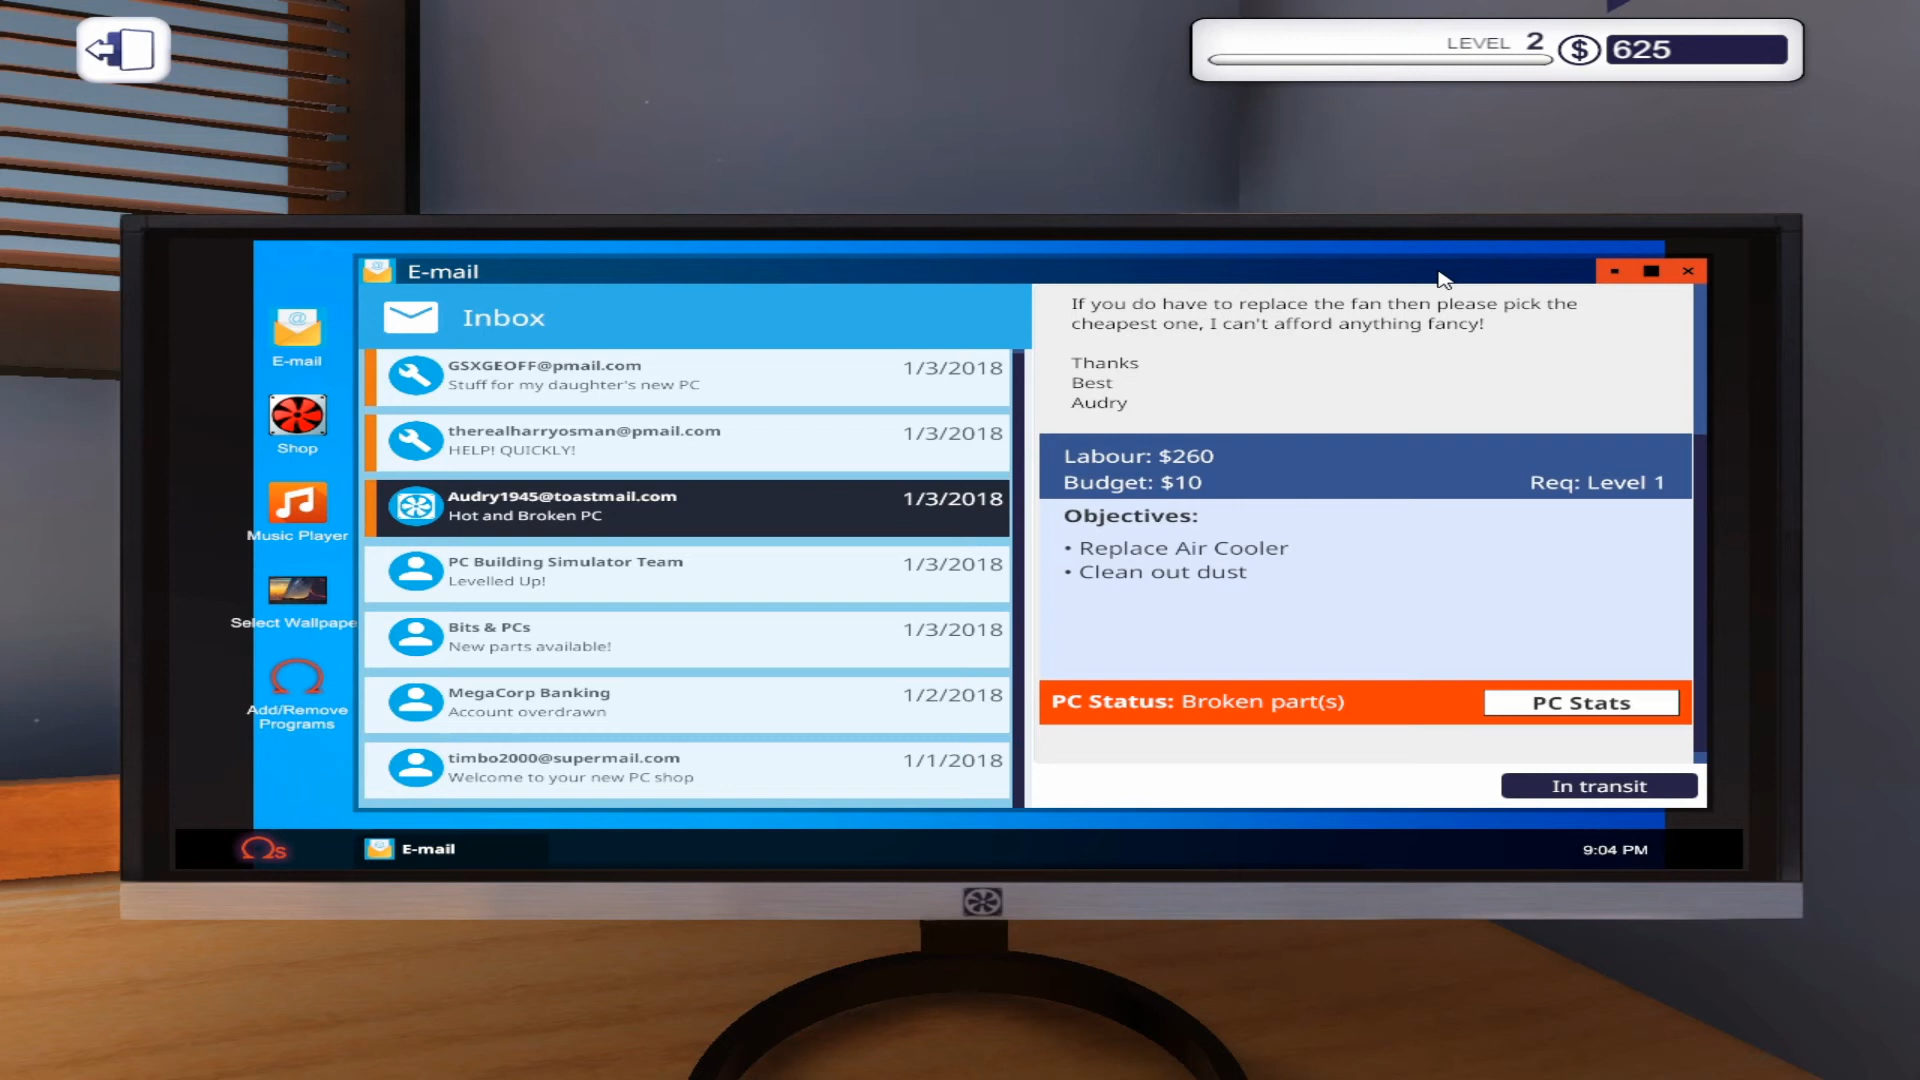 LEVEL 2 $ 625
E-mail
Inbox
GSXGEOFF@pmail.com 1/3/2018
Stuff for my daughter's new PC
therealharryosman@pmail.com 1/3/2018
HELP! QUICKLY!
Audry1945@toastmail.com 1/3/2018
Hot and Broken PC
PC Building Simulator Team 1/3/2018
Levelled Up!
Bits & PCs 1/3/2018
New parts available!
MegaCorp Banking 1/2/2018
Account overdrawn
timbo2000@supermail.com 1/1/2018
Welcome to your new PC shop
If you do have to replace the fan then please pick the
cheapest one, I can't afford anything fancy!
Thanks
Best
Audry
Labour: $260
Budget: $10 Req: Level 1
Objectives:
• Replace Air Cooler
• Clean out dust
PC Status: Broken part(s) PC Stats
In transit
E-mail
Shop
Music Player
Select Wallpape
Add/Remove
Programs
Ωs E-mail 9:04 PM